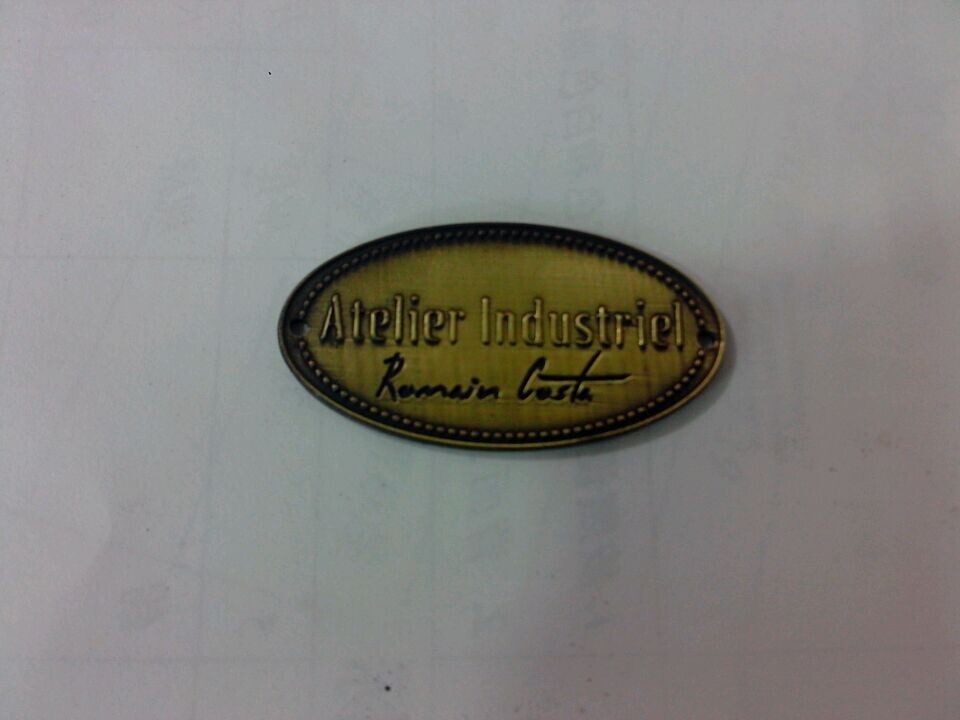 Atelier Industriel
Romain Costa